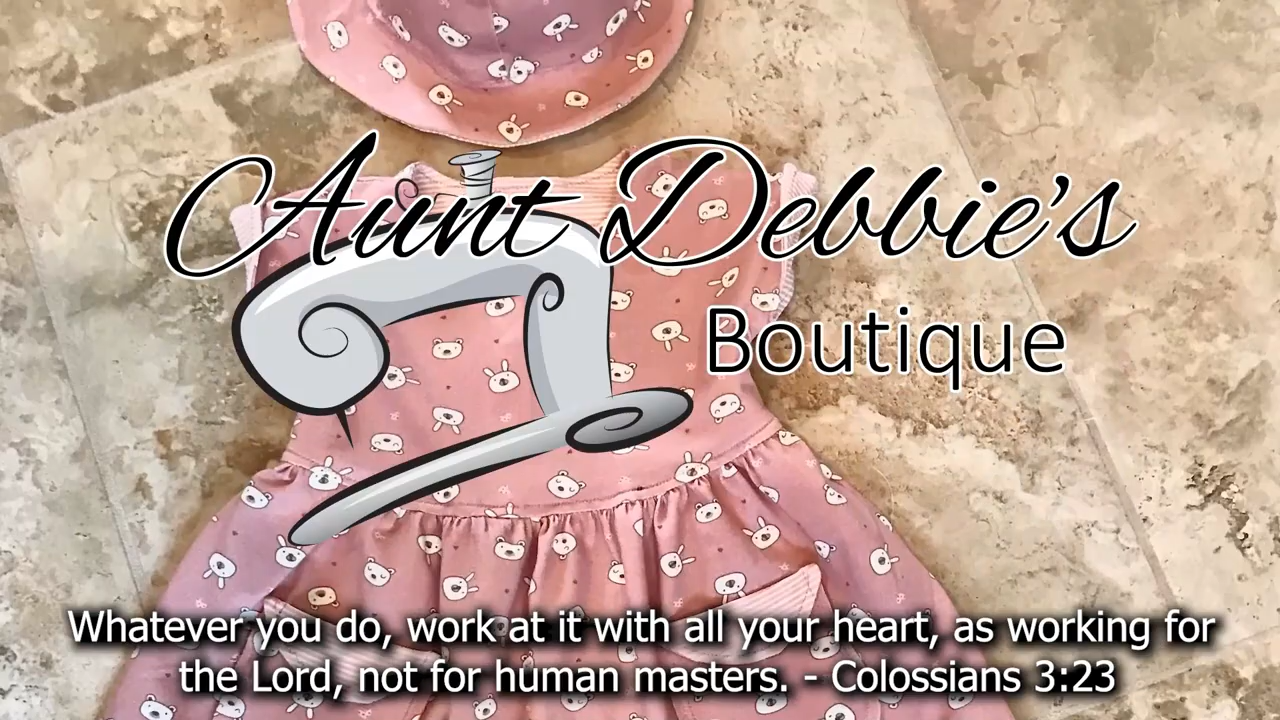 Aunt Debbie's
Boutique
Whatever you do, work at it with all your heart, as working for
the Lord, not for human masters. - Colossians 3:23